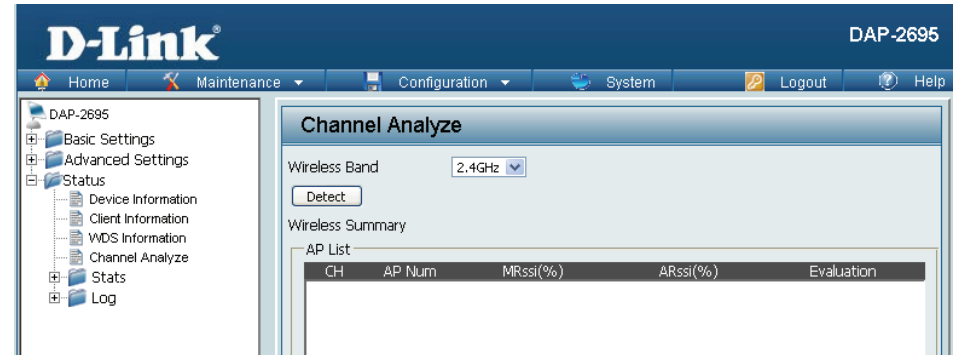 D-Link®
DAP-2695
Home Maintenance Configuration System Logout Help
DAP-2695
Basic Settings
Advanced Settings
Status
Device Information
Client Information
WDS Information
Channel Analyze
Stats
Log
Channel Analyze
Wireless Band 2.4GHz
Detect
Wireless Summary
AP List
CH AP Num MRssi(%) ARssi(%) Evaluation